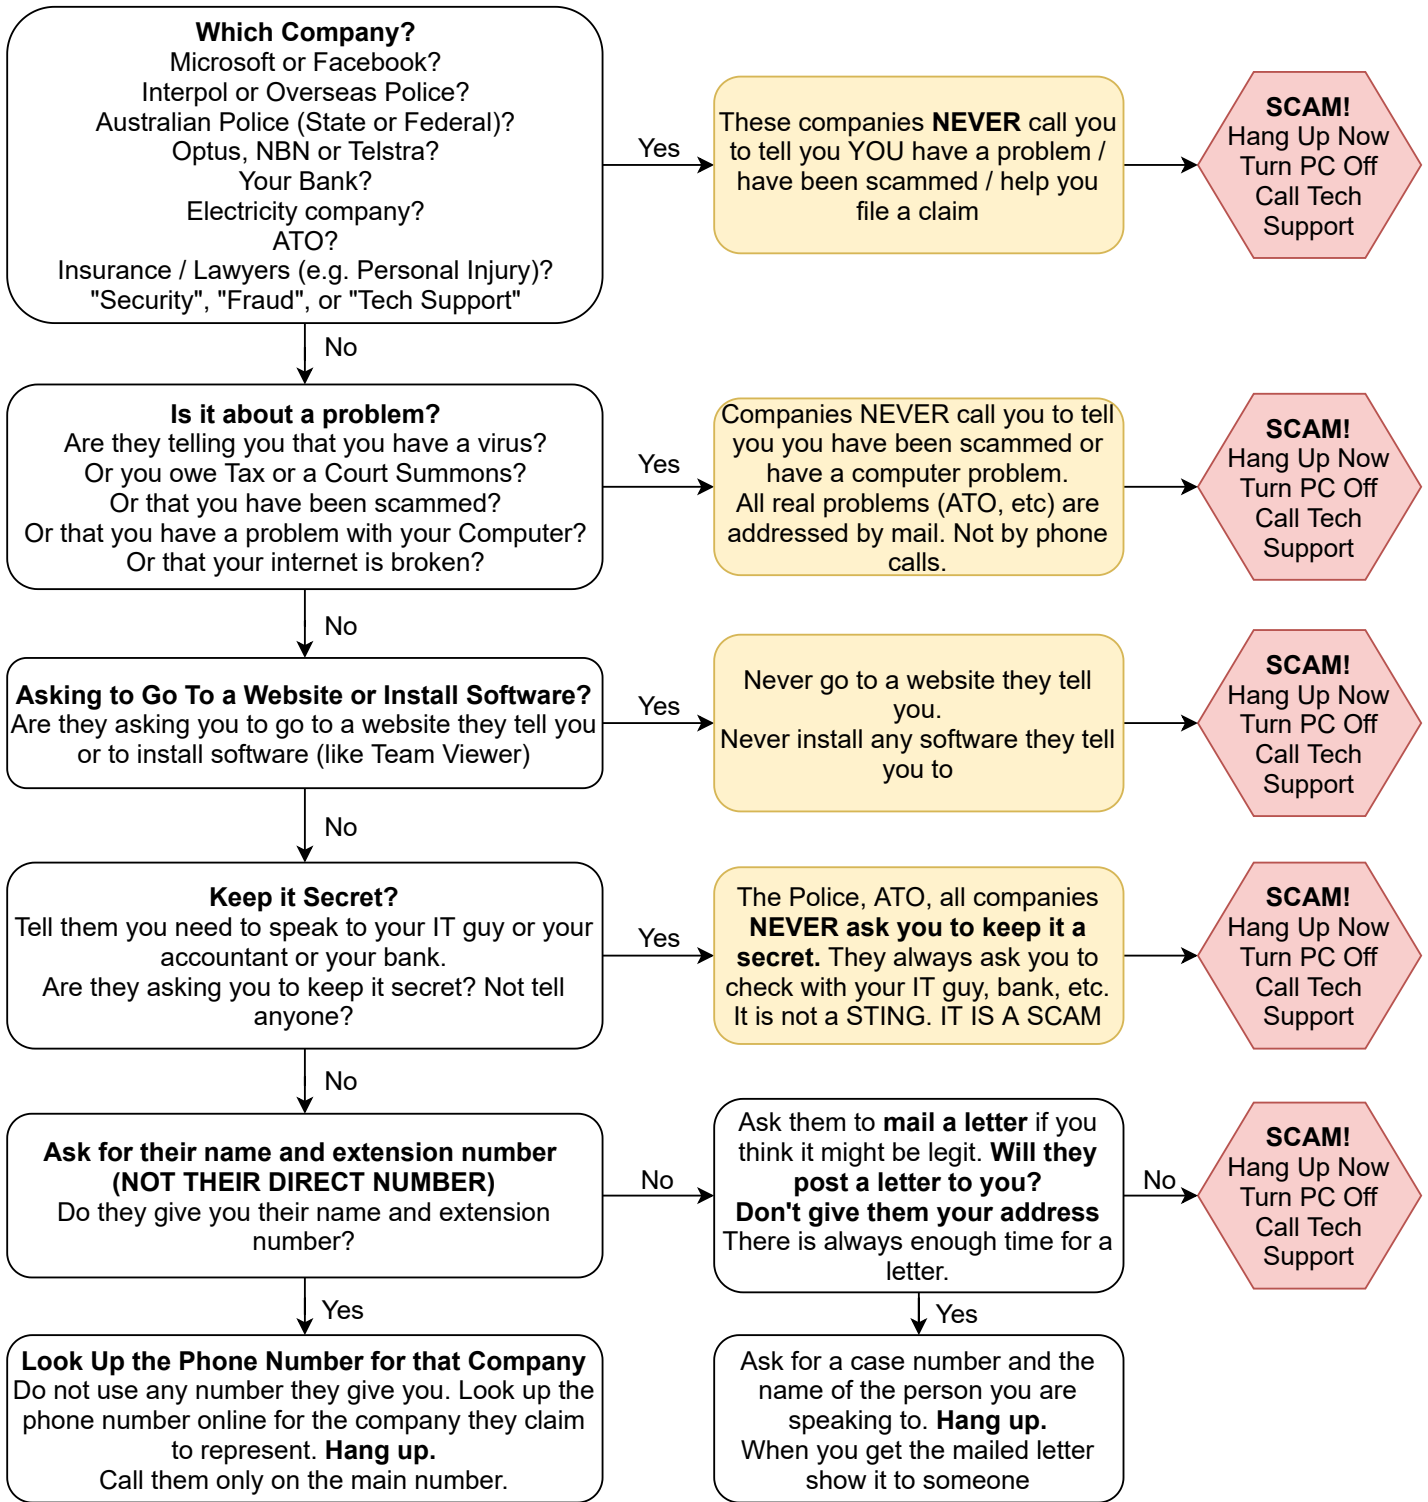 Which Company?
Microsoft or Facebook?
Interpol or Overseas Police?
Australian Police (State or Federal)?
Optus, NBN or Telstra?
Your Bank?
Electricity company?
ATO?
Insurance / Lawyers (e.g. Personal Injury)?
"Security", "Fraud", or "Tech Support"
Yes
These companies NEVER call you
to tell you YOU have a problem /
have been scammed / help you
file a claim
SCAM!
Hang Up Now
Turn PC Off
Call Tech
Support
No
Is it about a problem?
Are they telling you that you have a virus?
Or you owe Tax or a Court Summons?
Or that you have been scammed?
Or that you have a problem with your Computer?
Or that your internet is broken?
Yes
Companies NEVER call you to tell
you you have been scammed or
have a computer problem.
All real problems (ATO, etc) are
addressed by mail. Not by phone
calls.
SCAM!
Hang Up Now
Turn PC Off
Call Tech
Support
No
Asking to Go To a Website or Install Software?
Are they asking you to go to a website they tell you
or to install software (like Team Viewer)
Yes
Never go to a website they tell
you.
Never install any software they tell
you to
SCAM!
Hang Up Now
Turn PC Off
Call Tech
Support
No
Keep it Secret?
Tell them you need to speak to your IT guy or your
accountant or your bank.
Are they asking you to keep it secret? Not tell
anyone?
Yes
The Police, ATO, all companies
NEVER ask you to keep it a
secret. They always ask you to
check with your IT guy, bank, etc.
It is not a STING. IT IS A SCAM
SCAM!
Hang Up Now
Turn PC Off
Call Tech
Support
No
Ask for their name and extension number
(NOT THEIR DIRECT NUMBER)
Do they give you their name and extension
number?
No
Ask them to mail a letter if you
think it might be legit. Will they
post a letter to you?
Don't give them your address
There is always enough time for a
letter.
No
SCAM!
Hang Up Now
Turn PC Off
Call Tech
Support
Yes
Look Up the Phone Number for that Company
Do not use any number they give you. Look up the
phone number online for the company they claim
to represent. Hang up.
Call them only on the main number.
Yes
Ask for a case number and the
name of the person you are
speaking to. Hang up.
When you get the mailed letter
show it to someone